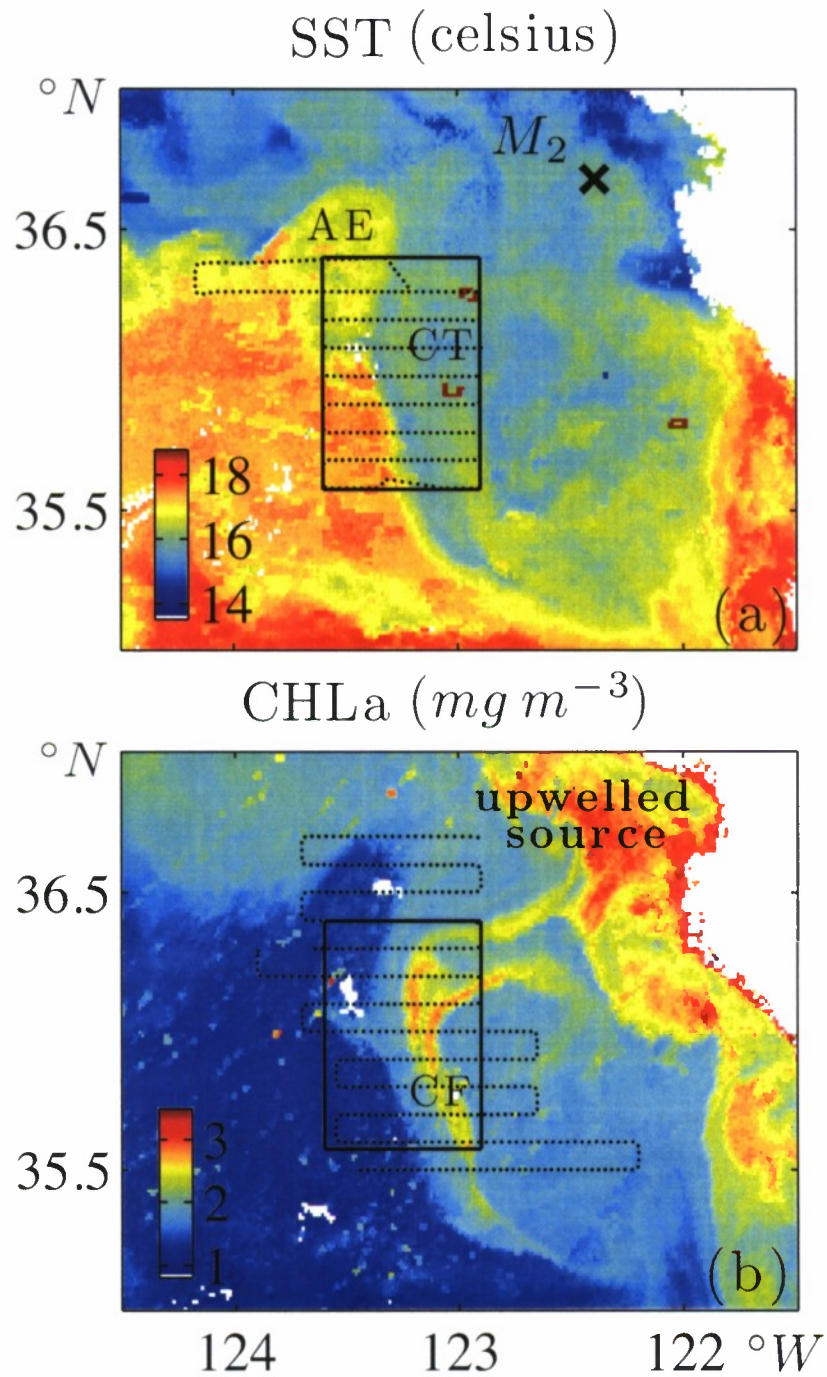 SST (celsius)
°N
M2
36.5
AE
CT
35.5
18
16
14
(a)
CHLa (mg m−3)
°N
upwelled
source
36.5
CF
35.5
3
2
1
(b)
124 123 122 °W